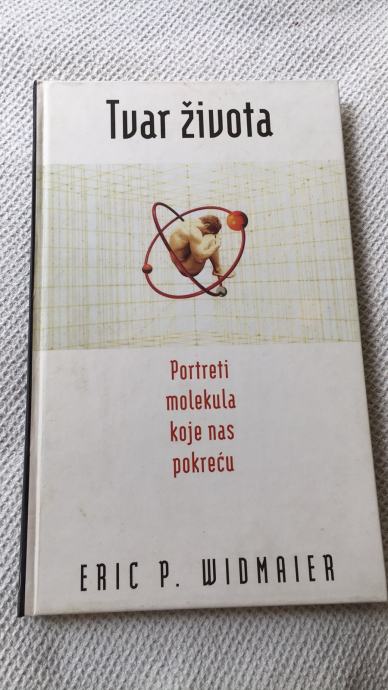 Tvar života
Portreti
molekula
koje nas
pokreću
ERIC P. WIDMAIER